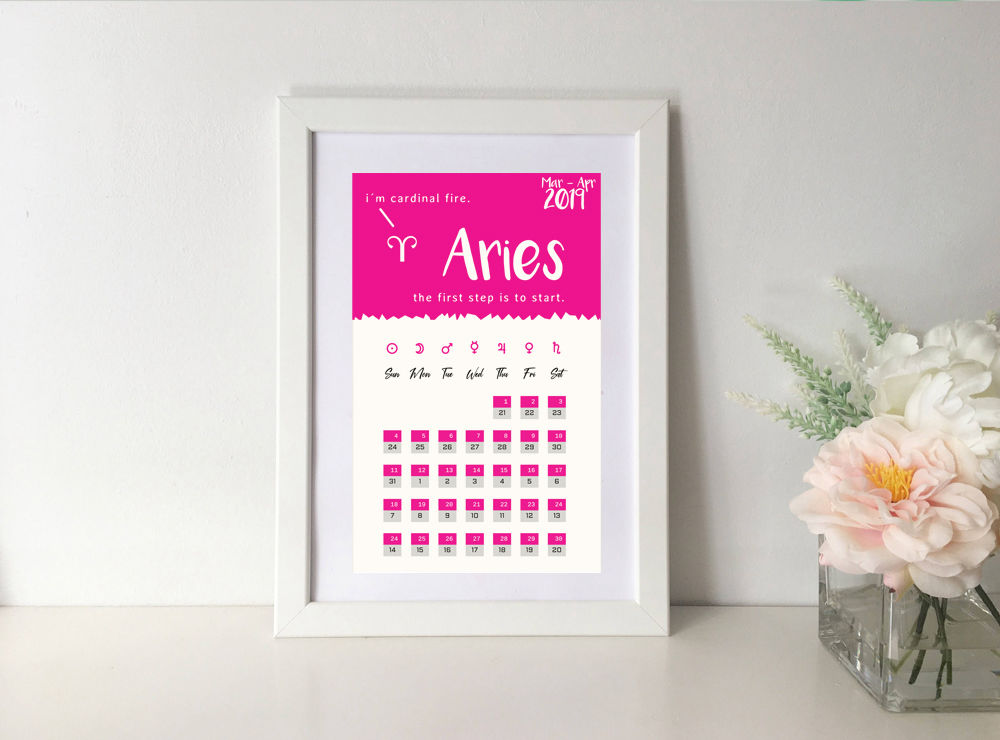 Mar - Apr
2019
i´m cardinal fire.
Aries
the first step is to start.
Sun Mon Tue Wed Thu Fri Sat
1 2 3
21 22 23
4 5 6 7 8 9 10
24 25 26 27 28 29 30
11 12 13 14 15 16 17
31 1 2 3 4 5 6
18 19 20 21 22 23 24
7 8 9 10 11 12 13
24 25 26 27 28 29 30
14 15 16 17 18 19 20